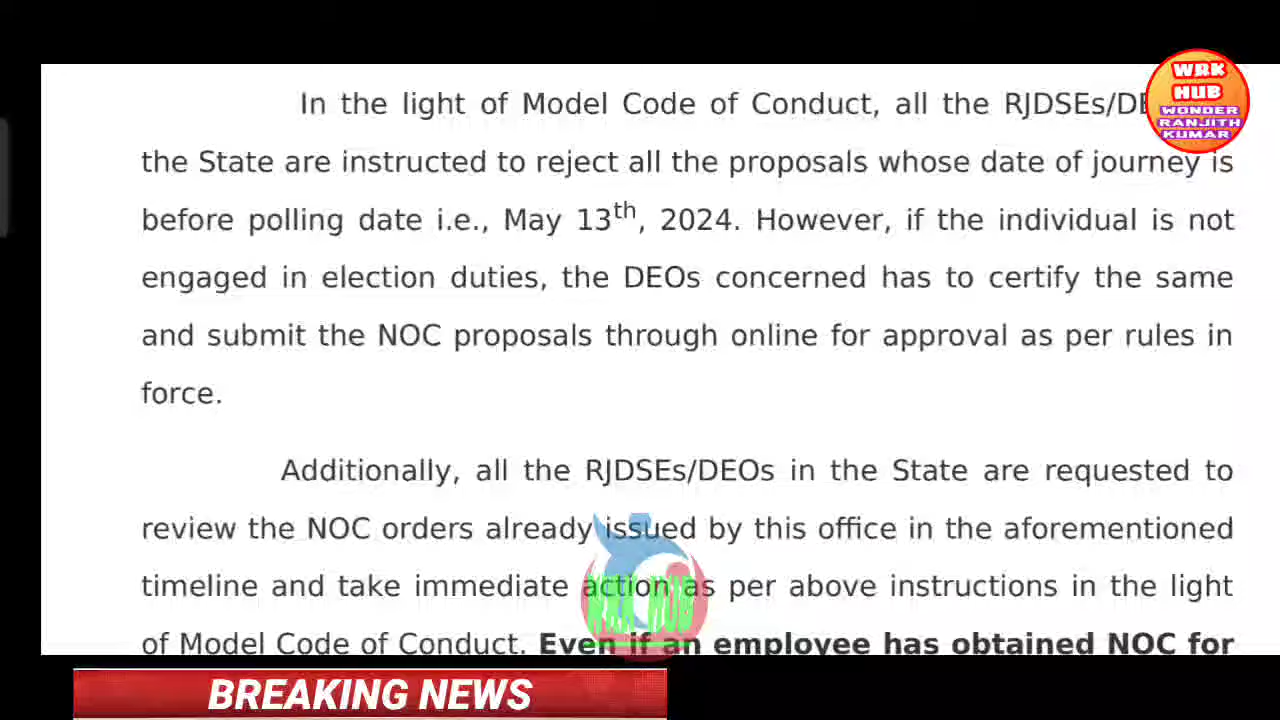 In the light of Model Code of Conduct, all the RJDSEs/DE
WRK
HUB
WONDER
RANJITH
KUMAR
the State are instructed to reject all the proposals whose date of journey is
before polling date i.e., May 13th, 2024. However, if the individual is not
engaged in election duties, the DEOs concerned has to certify the same
and submit the NOC proposals through online for approval as per rules in
force.
Additionally, all the RJDSEs/DEOs in the State are requested to
review the NOC orders already issued by this office in the aforementioned
timeline and take immediate action as per above instructions in the light
WRK HUB
of Model Code of Conduct. Even if an employee has obtained NOC for
BREAKING NEWS